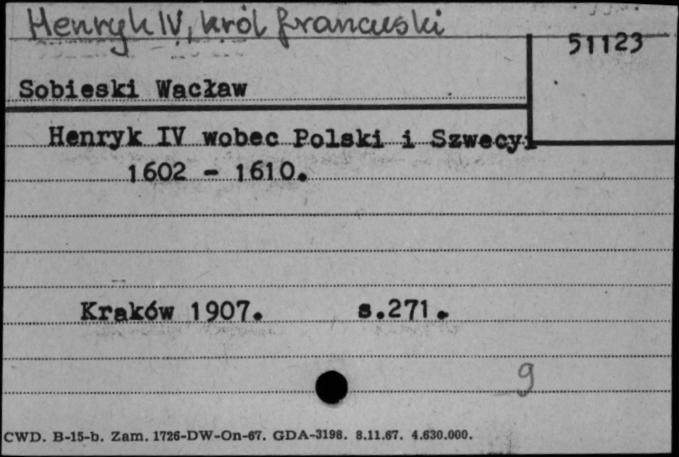 Henryk IV, król francuski
51123
Sobieski Wacław
Henryk IV wobec Polski i Szwecyi
1602 - 1610.
Kraków 1907. s.271.
9
CWD. B-15-b. Zam. 1726-DW-On-67. GDA-3198. 8.11.67. 4.630.000.